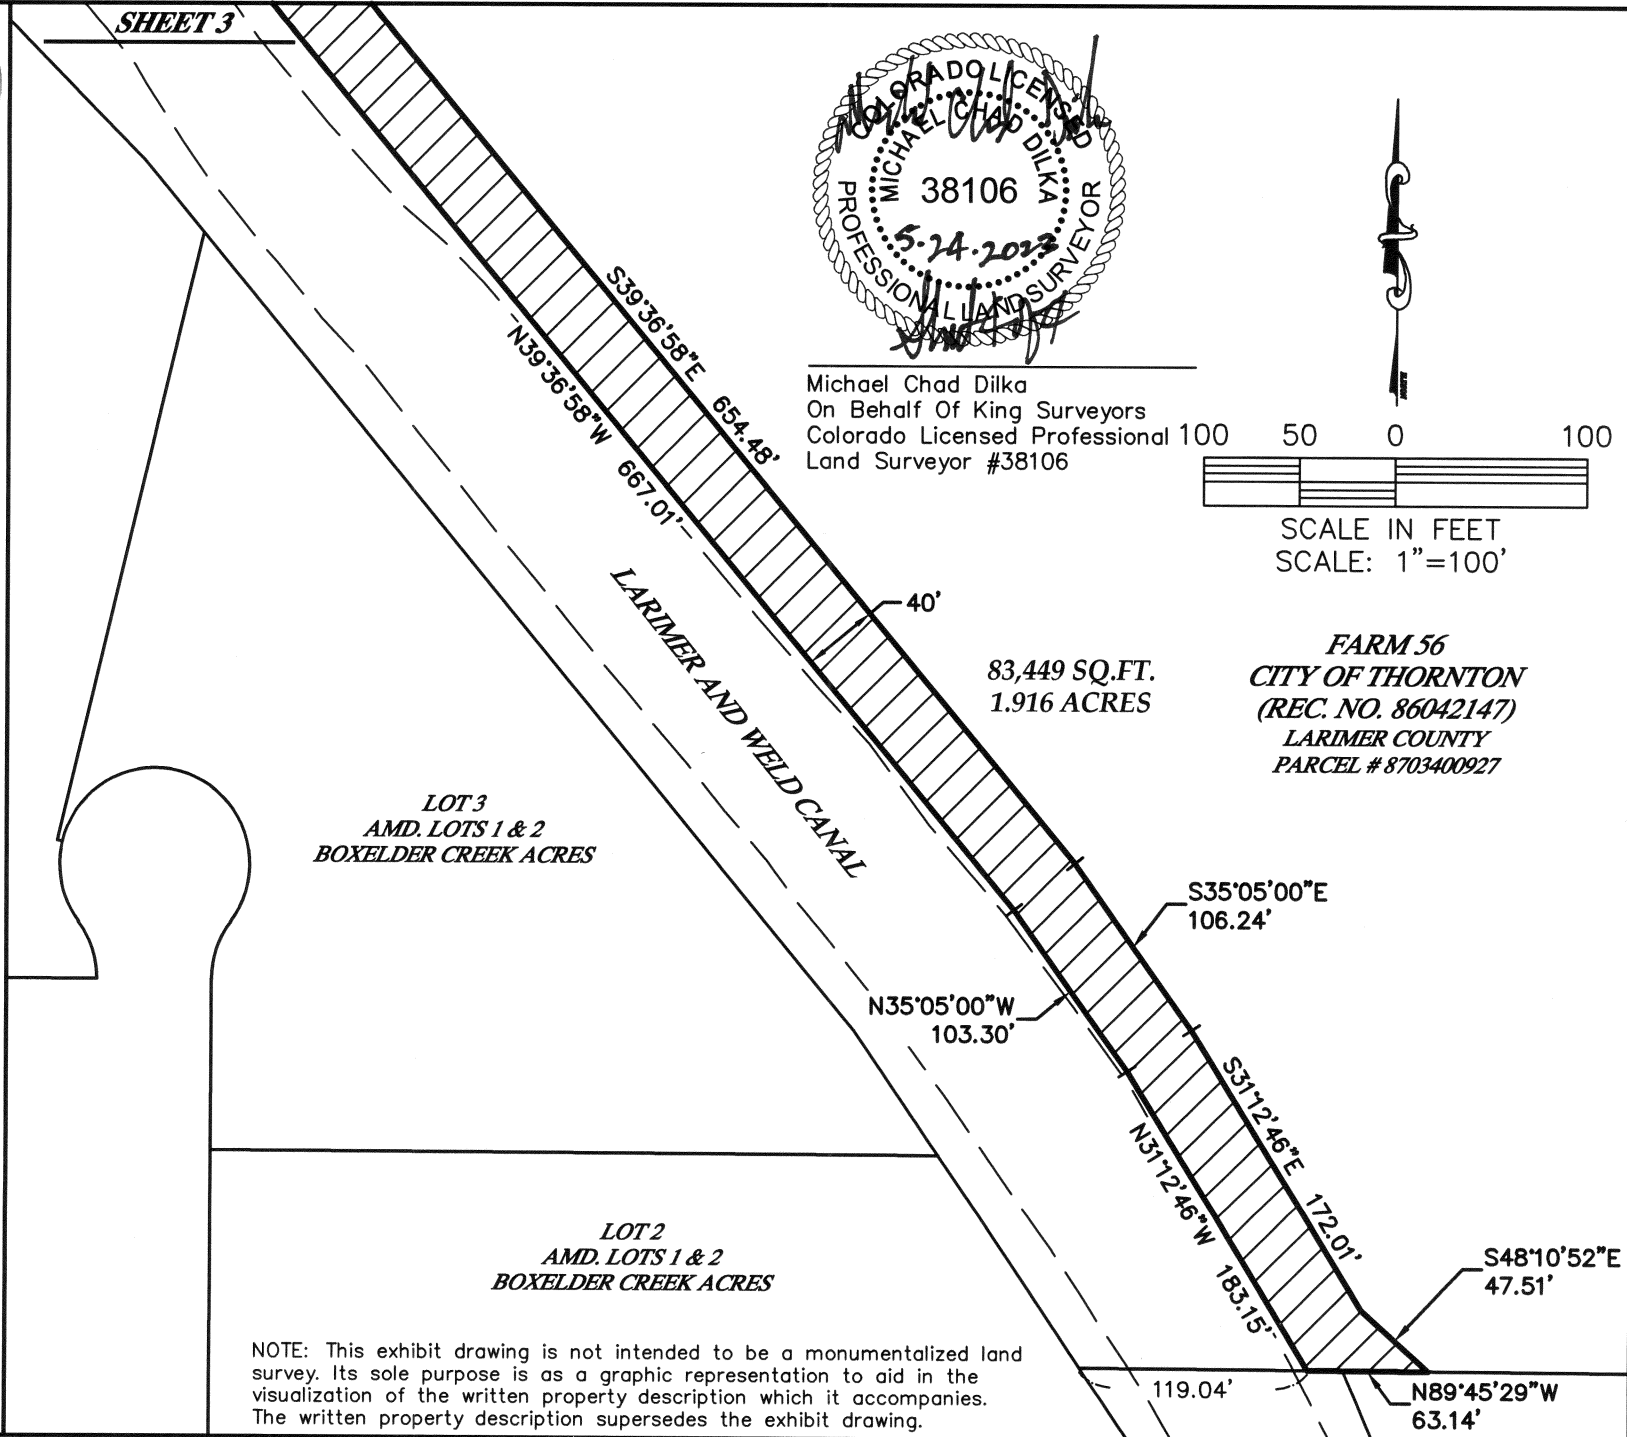 SHEET 3
COLORADO LICENSED
MICHAEL CHAD DILKA
38106
5-24-2023
PROFESSIONAL LAND SURVEYOR
Michael Chad Dilka
On Behalf Of King Surveyors
Colorado Licensed Professional
Land Surveyor #38106
100 50 0 100
SCALE IN FEET
SCALE: 1"=100'
S39°36'58"E 654.48'
N39°36'58"W 667.01'
40'
LARIMER AND WELD CANAL
83,449 SQ.FT.
1.916 ACRES
FARM 56
CITY OF THORNTON
(REC. NO. 86042147)
LARIMER COUNTY
PARCEL # 8703400927
LOT 3
AMD. LOTS 1 & 2
BOXELDER CREEK ACRES
S35°05'00"E
106.24'
N35°05'00"W
103.30'
S31°12'46"E 172.01'
N31°12'46"W 183.15'
LOT 2
AMD. LOTS 1 & 2
BOXELDER CREEK ACRES
S48°10'52"E
47.51'
119.04'
N89°45'29"W
63.14'
NOTE: This exhibit drawing is not intended to be a monumentalized land
survey. Its sole purpose is as a graphic representation to aid in the
visualization of the written property description which it accompanies.
The written property description supersedes the exhibit drawing.